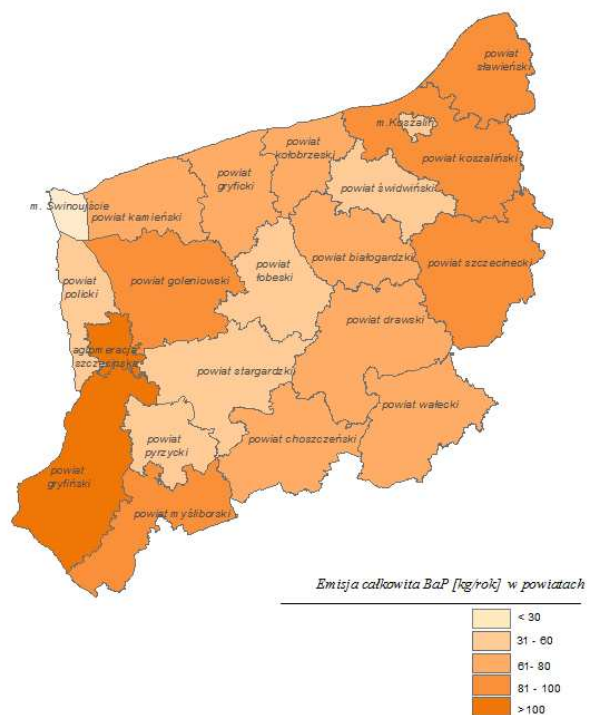 powiat
sławieński
m.Koszalin
powiat
kołobrzeski
powiat koszaliński
powiat
gryficki
powiat świdwiński
m. Świnoujście
powiat kamieński
powiat białogardzki
powiat szczecinecki
powiat
łobeski
powiat goleniowski
powiat
policki
powiat drawski
aglomeracja
szczecińska
powiat stargardzki
powiat wałecki
powiat choszczeński
powiat
pyrzycki
powiat
gryfiński
powiat myśliborski
Emisja całkowita BaP [kg/rok] w powiatach
< 30
31 - 60
61- 80
81 - 100
>100